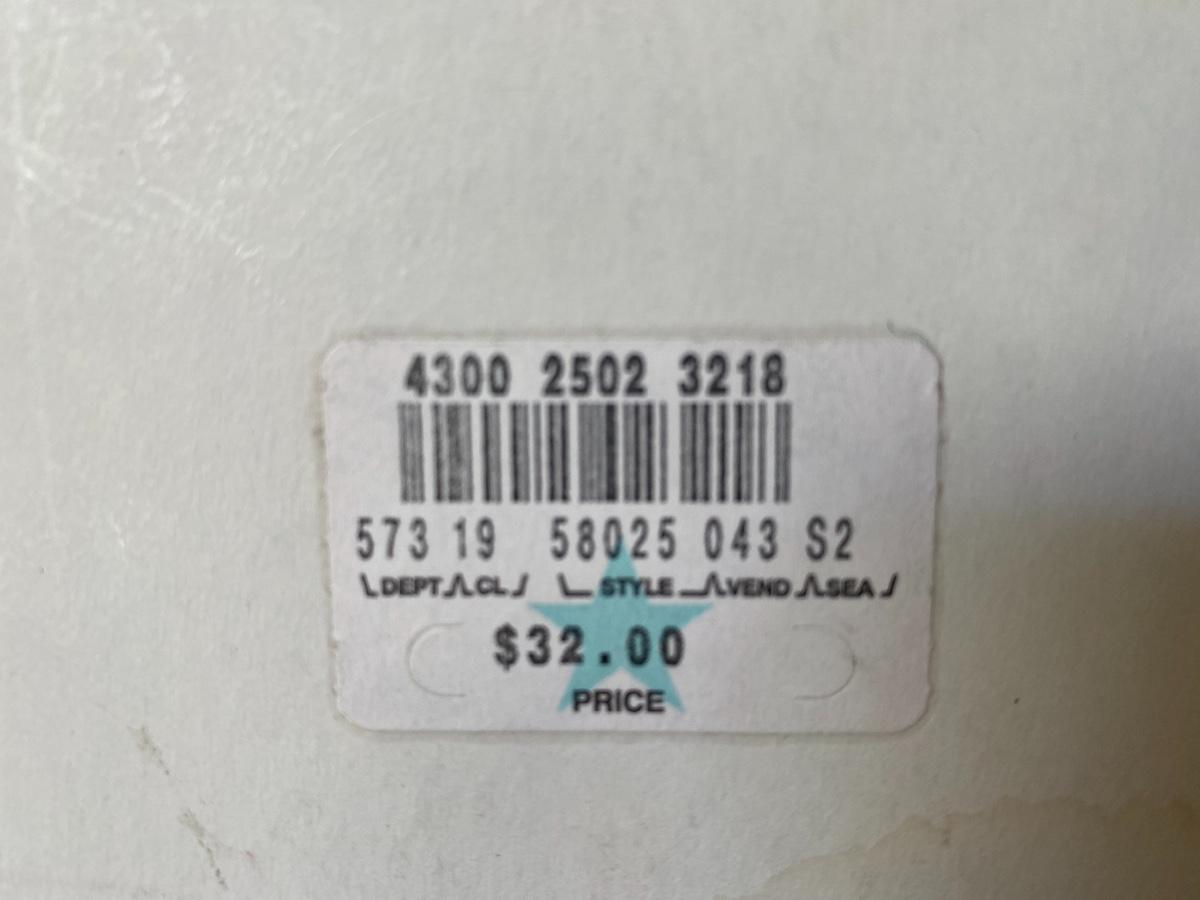 4300 2502 3218
573 19 58025 043 S2
DEPT CL STYLE VEND SEA
$32.00
PRICE